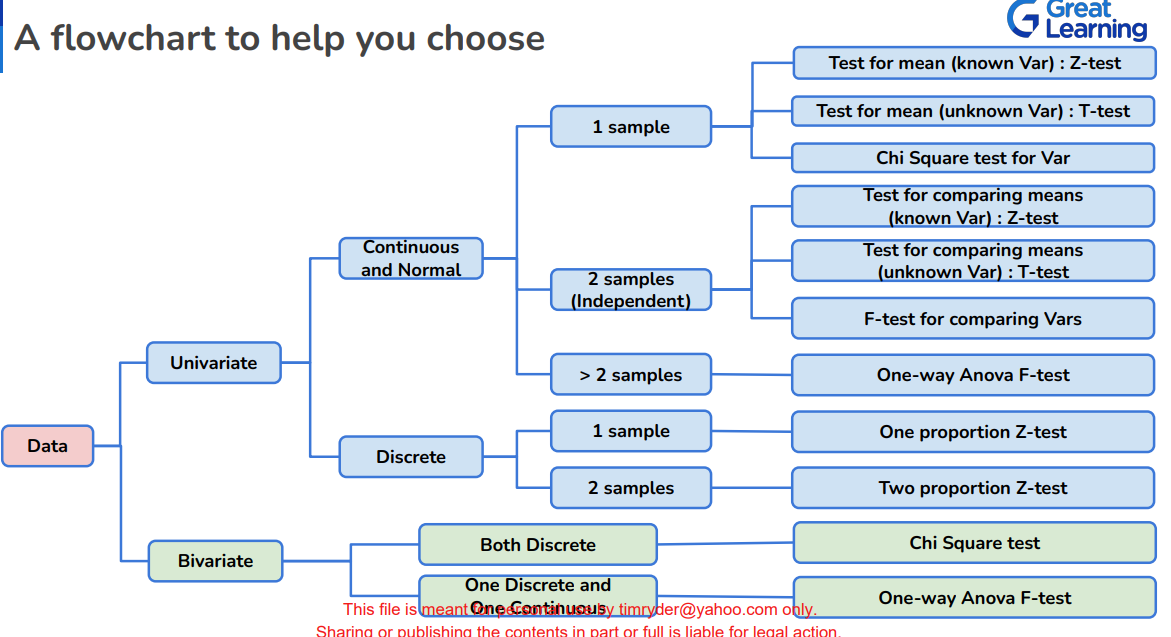 A flowchart to help you choose
Great
Learning
Test for mean (known Var) : Z-test
1 sample
Test for mean (unknown Var) : T-test
Chi Square test for Var
Continuous
and Normal
Test for comparing means
(known Var) : Z-test
2 samples
(Independent)
Test for comparing means
(unknown Var) : T-test
F-test for comparing Vars
Univariate
> 2 samples
One-way Anova F-test
Data
Discrete
1 sample
One proportion Z-test
2 samples
Two proportion Z-test
Bivariate
Both Discrete
Chi Square test
One Discrete and
One Continuous
One-way Anova F-test
This file is meant for personal use by timryder@yahoo.com only.
Sharing or publishing the contents in part or full is liable for legal action.